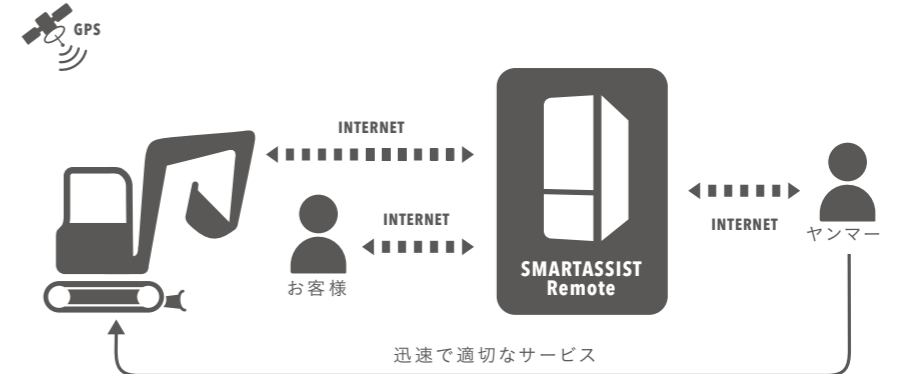 GPS
INTERNET
INTERNET
お客様
SMARTASSIST
Remote
INTERNET
ヤンマー
迅速で適切なサービス